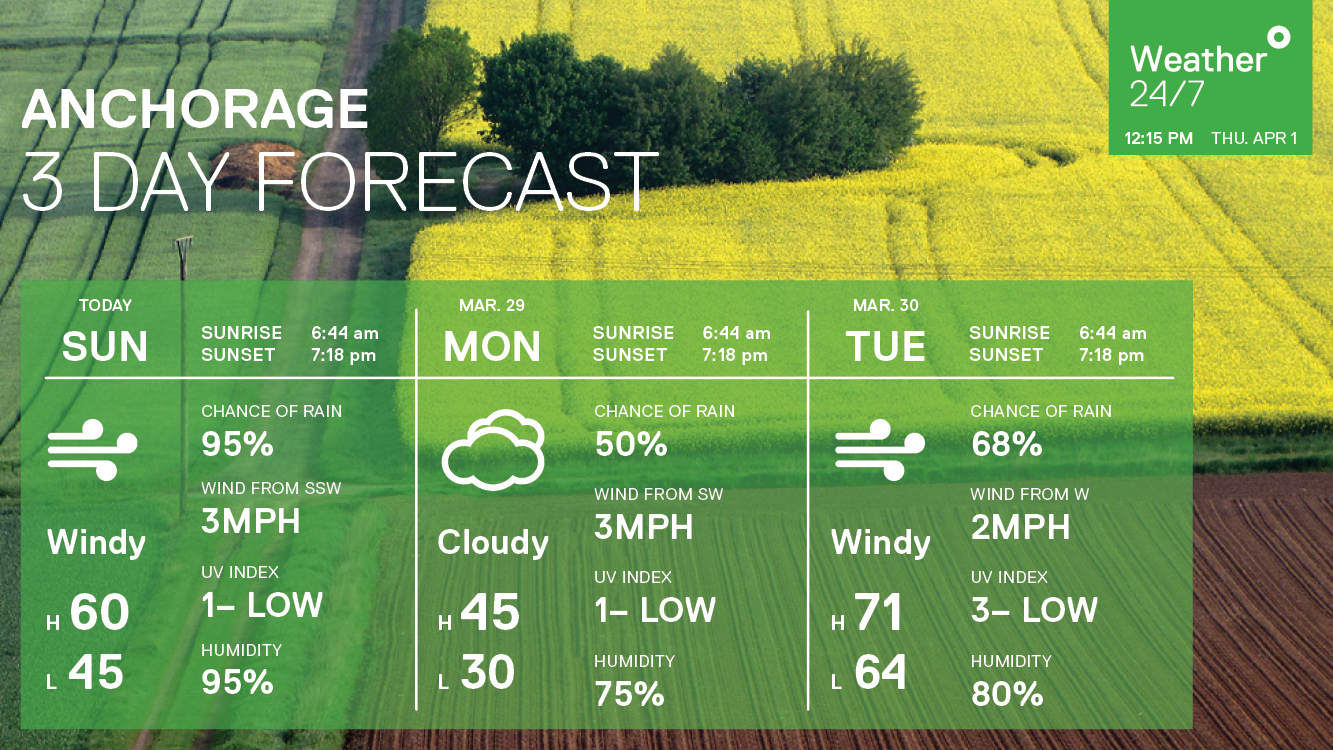 Weather
24/7
12:15 PM THU. APR 1
ANCHORAGE
3 DAY FORECAST
TODAY
SUN
SUNRISE 6:44 am
SUNSET 7:18 pm
CHANCE OF RAIN
95%
WIND FROM SSW
3MPH
Windy
UV INDEX
1– LOW
H 60
L 45
HUMIDITY
95%
MAR. 29
MON
SUNRISE 6:44 am
SUNSET 7:18 pm
CHANCE OF RAIN
50%
WIND FROM SW
3MPH
Cloudy
UV INDEX
1– LOW
H 45
L 30
HUMIDITY
75%
MAR. 30
TUE
SUNRISE 6:44 am
SUNSET 7:18 pm
CHANCE OF RAIN
68%
WIND FROM W
2MPH
Windy
UV INDEX
3– LOW
H 71
L 64
HUMIDITY
80%